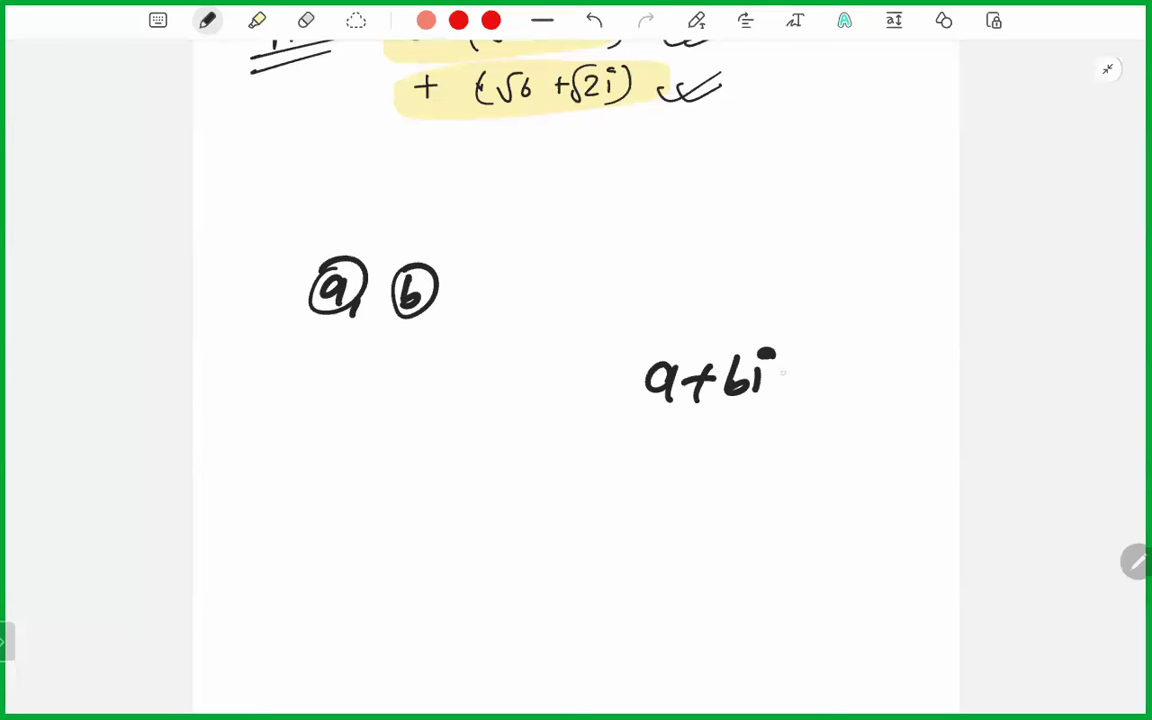 + (√6 +√2i)
a, b
a+bi